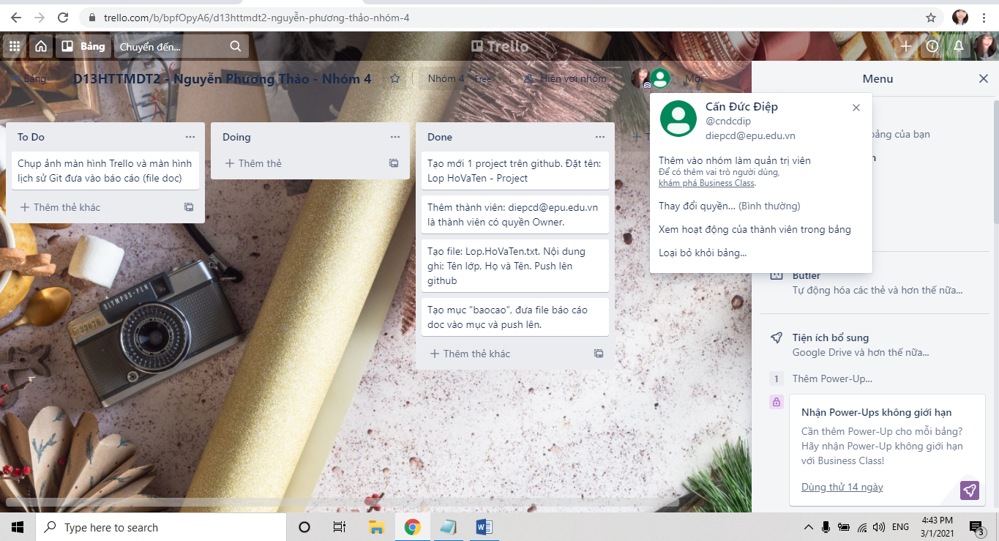 trello.com/b/bpfOpyA6/d13httmdt2-nguyễn-phương-thảo-nhóm-4
Bảng
Chuyển đến...
Trello
Bảng
D13HTTMDT2 - Nguyễn Phương Thảo - Nhóm 4
Nhóm 4
Free
Hiện với nhóm
Mời
Menu
To Do
Chụp ảnh màn hình Trello và màn hình
lịch sử Git đưa vào báo cáo (file doc)
Thêm thẻ khác
Doing
Thêm thẻ
Done
Tạo mới 1 project trên github. Đặt tên:
Lop HoVaTen - Project
Thêm thành viên: diepcd@epu.edu.vn
là thành viên có quyền Owner.
Tạo file: Lop.HoVaTen.txt. Nội dung
ghi: Tên lớp, Họ và Tên. Push lên
github
Tạo mục "baocao", đưa file báo cáo
doc vào mục và push lên.
Thêm thẻ khác
Cấn Đức Điệp
@cndcdip
diepcd@epu.edu.vn
Thêm vào nhóm làm quản trị viên
Để có thêm vai trò người dùng,
khám phá Business Class.
Thay đổi quyền... (Bình thường)
Xem hoạt động của thành viên trong bảng
Loại bỏ khỏi bảng...
bảng của bạn
Butler
Tự động hóa các thẻ và hơn thế nữa...
Tiện ích bổ sung
Google Drive và hơn thế nữa...
1
Thêm Power-Up...
Nhận Power-Ups không giới hạn
Cần thêm Power-Up cho mỗi bảng?
Hãy nhận Power-Up không giới hạn
với Business Class!
Dùng thử 14 ngày
OLYMPUS-PEN
33076
Type here to search
ENG
4:43 PM
3/1/2021
3